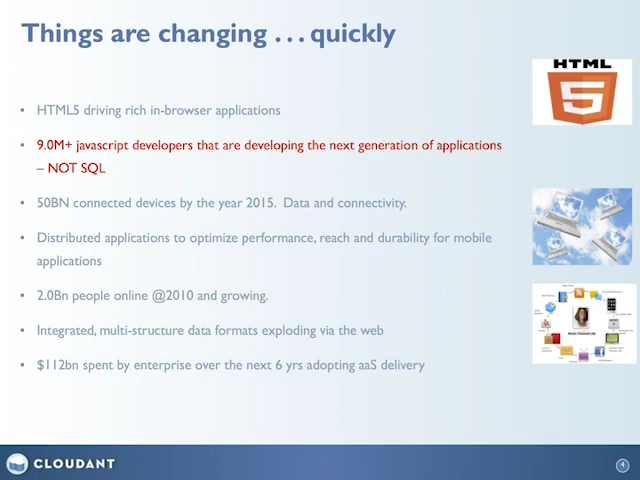 Things are changing . . . quickly
HTML
5
• HTML5 driving rich in-browser applications
• 9.0M+ javascript developers that are developing the next generation of applications
– NOT SQL
• 50BN connected devices by the year 2015. Data and connectivity.
• Distributed applications to optimize performance, reach and durability for mobile
applications
• 2.0Bn people online @2010 and growing.
• Integrated, multi-structure data formats exploding via the web
• $112bn spent by enterprise over the next 6 yrs adopting aaS delivery
CLOUDANT
4